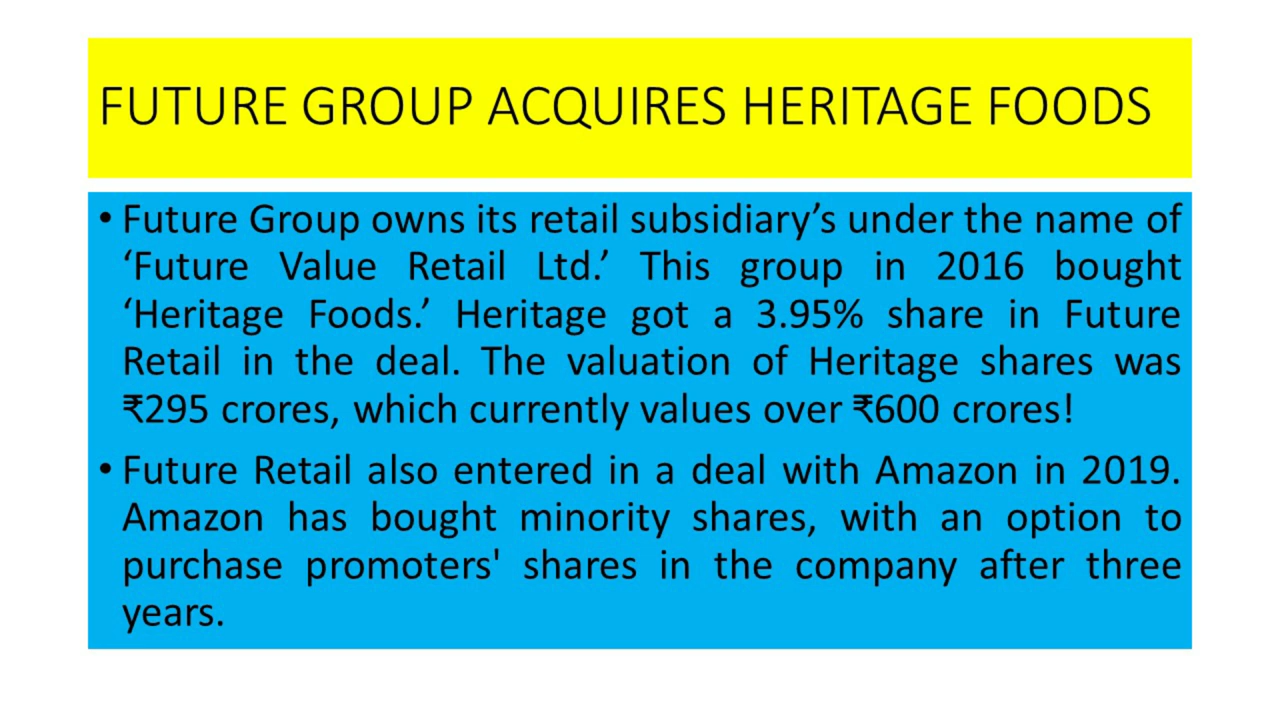 FUTURE GROUP ACQUIRES HERITAGE FOODS
• Future Group owns its retail subsidiary’s under the name of
‘Future Value Retail Ltd.’ This group in 2016 bought
‘Heritage Foods.’ Heritage got a 3.95% share in Future
Retail in the deal. The valuation of Heritage shares was
₹295 crores, which currently values over ₹600 crores!
• Future Retail also entered in a deal with Amazon in 2019.
Amazon has bought minority shares, with an option to
purchase promoters' shares in the company after three
years.